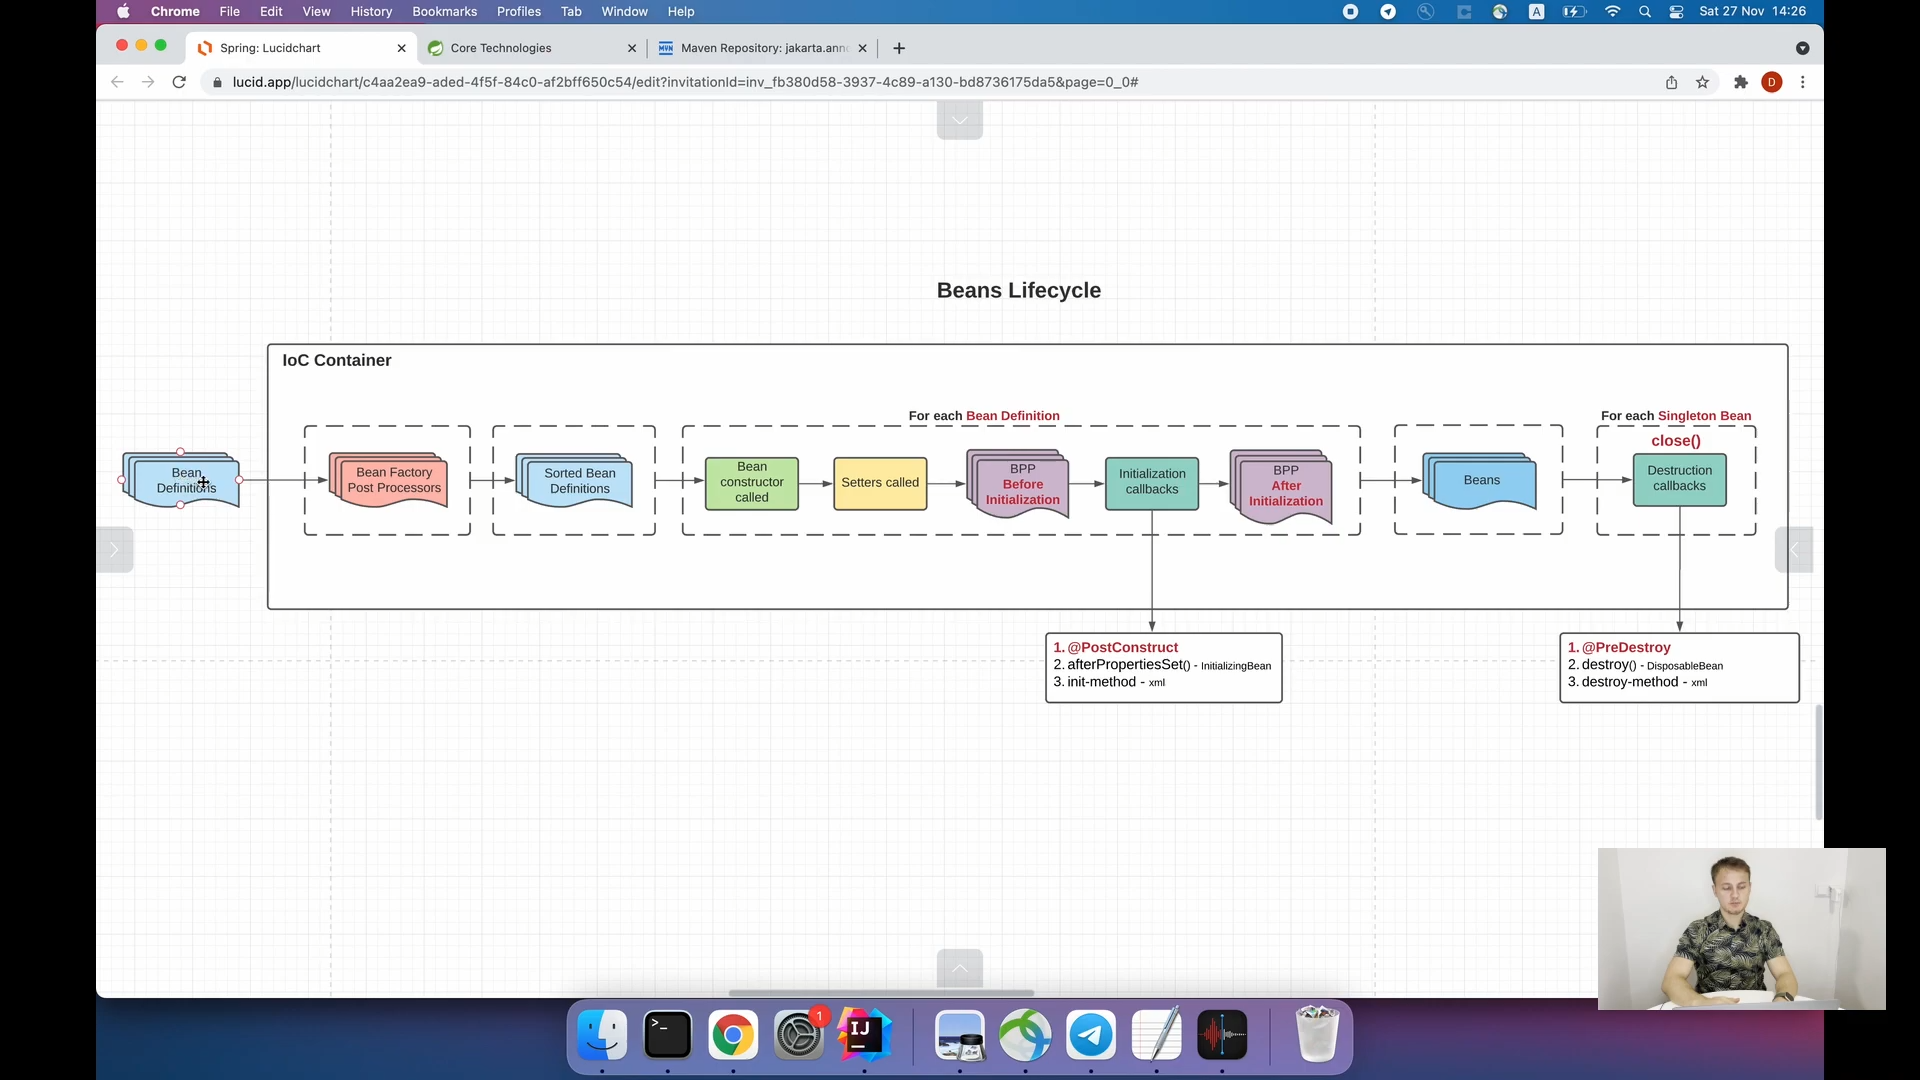 Chrome File Edit View History Bookmarks Profiles Tab Window Help
A
Sat 27 Nov 14:26
Spring: Lucidchart
Core Technologies
MVN Maven Repository: jakarta.anno
lucid.app/lucidchart/c4aa2ea9-aded-4f5f-84c0-af2bff650c54/edit?invitationId=inv_fb380d58-3937-4c89-a130-bd8736175da5&page=0_0#
D
Beans Lifecycle
IoC Container
For each Bean Definition
For each Singleton Bean
close()
Bean
Definitions
Bean Factory
Post Processors
Sorted Bean
Definitions
Bean
constructor
called
Setters called
BPP
Before
Initialization
Initialization
callbacks
BPP
After
Initialization
Beans
Destruction
callbacks
1. @PostConstruct
2. afterPropertiesSet() - InitializingBean
3. init-method - xml
1. @PreDestroy
2. destroy() - DisposableBean
3. destroy-method - xml
>_
1
IJ